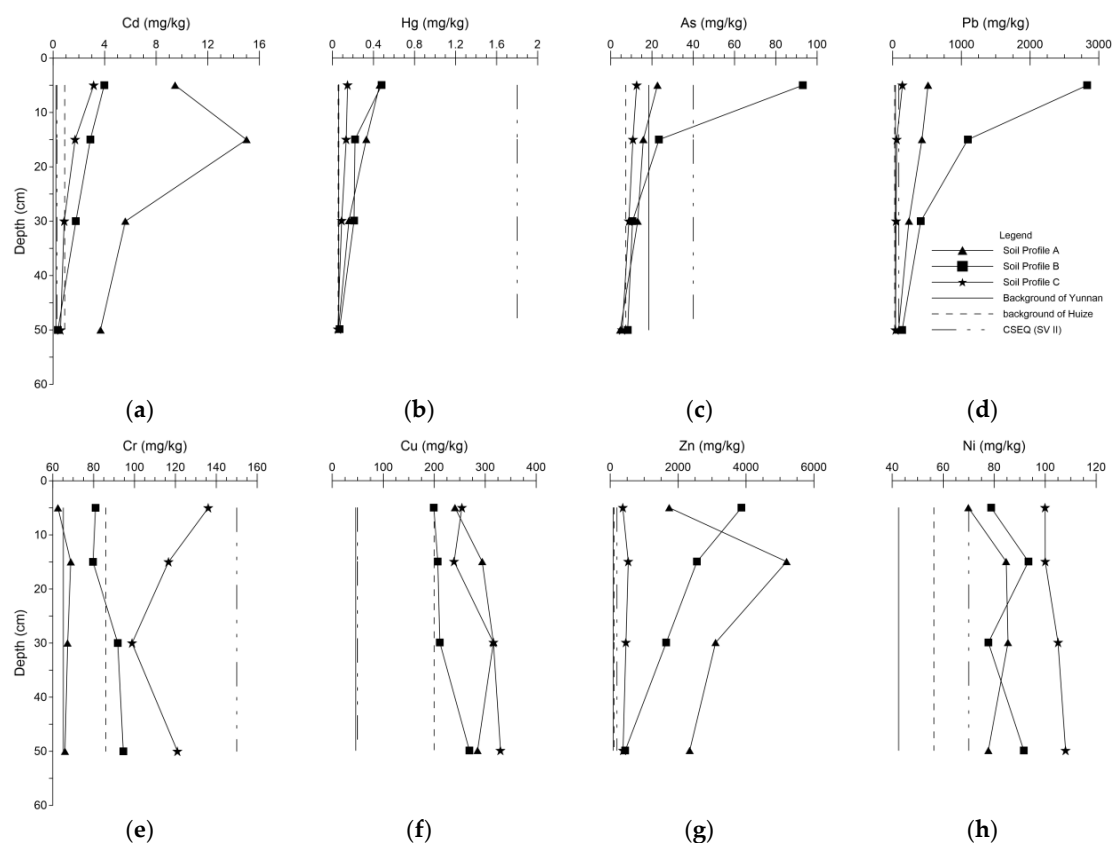 Cd (mg/kg)
0 4 8 12 16
Hg (mg/kg)
0 0.4 0.8 1.2 1.6 2
As (mg/kg)
0 20 40 60 80 100
Pb (mg/kg)
0 1000 2000 3000
0
10
20
30
40
50
60
Depth (cm)
Legend
Soil Profile A
Soil Profile B
Soil Profile C
Background of Yunnan
background of Huize
CSEQ (SV II)
(a)
(b)
(c)
(d)
Cr (mg/kg)
60 80 100 120 140 160
Cu (mg/kg)
0 100 200 300 400
Zn (mg/kg)
0 2000 4000 6000
Ni (mg/kg)
40 60 80 100 120
0
10
20
30
40
50
60
Depth (cm)
(e)
(f)
(g)
(h)